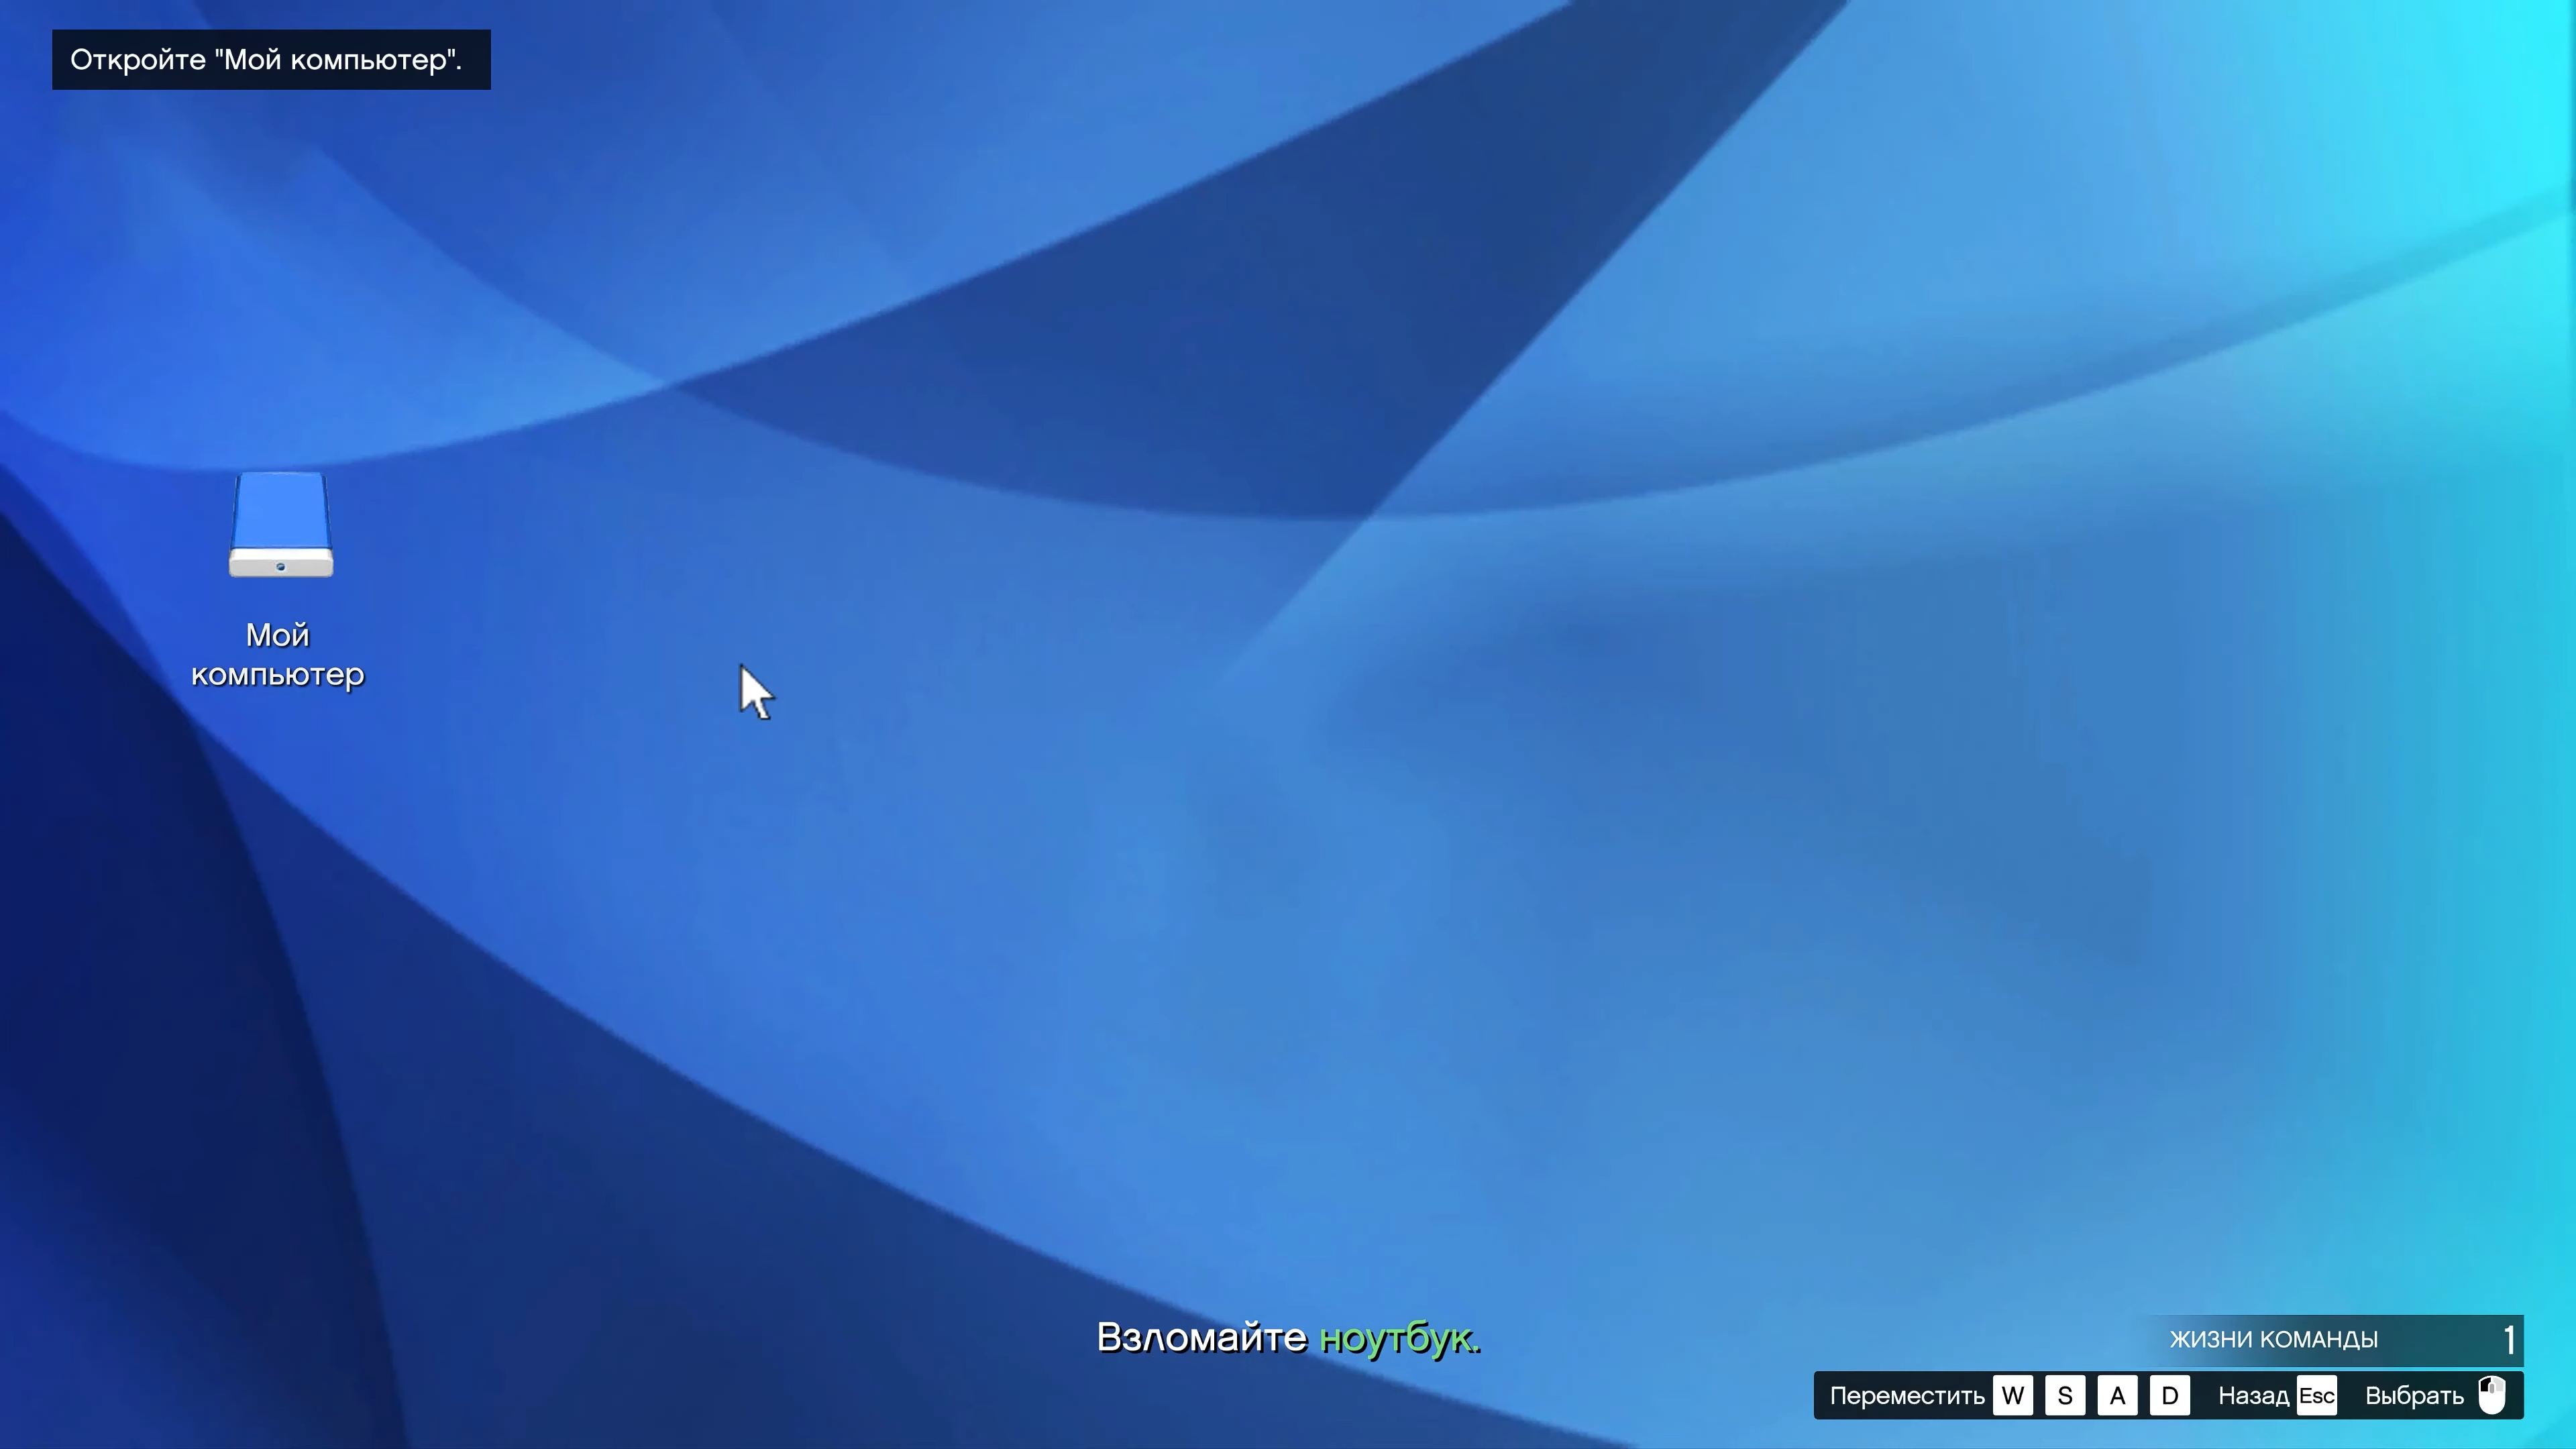 Откройте "Мой компьютер".
Мой
компьютер
Взломайте ноутбук.
ЖИЗНИ КОМАНДЫ 1
Переместить W S A D Назад Esc Выбрать